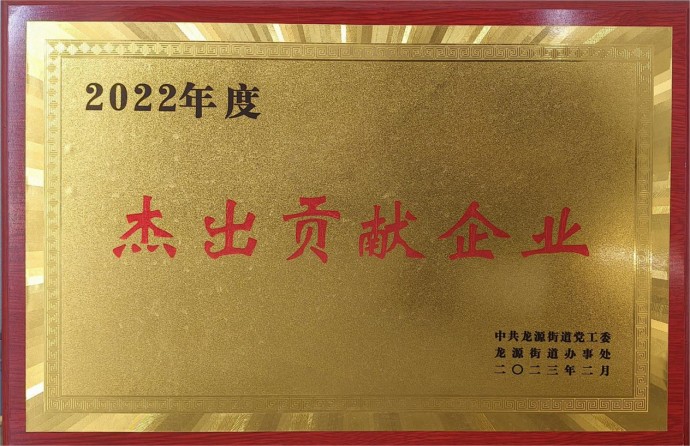 2022年度
杰出贡献企业
中共龙源街道党工委
龙源街道办事处
二〇二三年二月